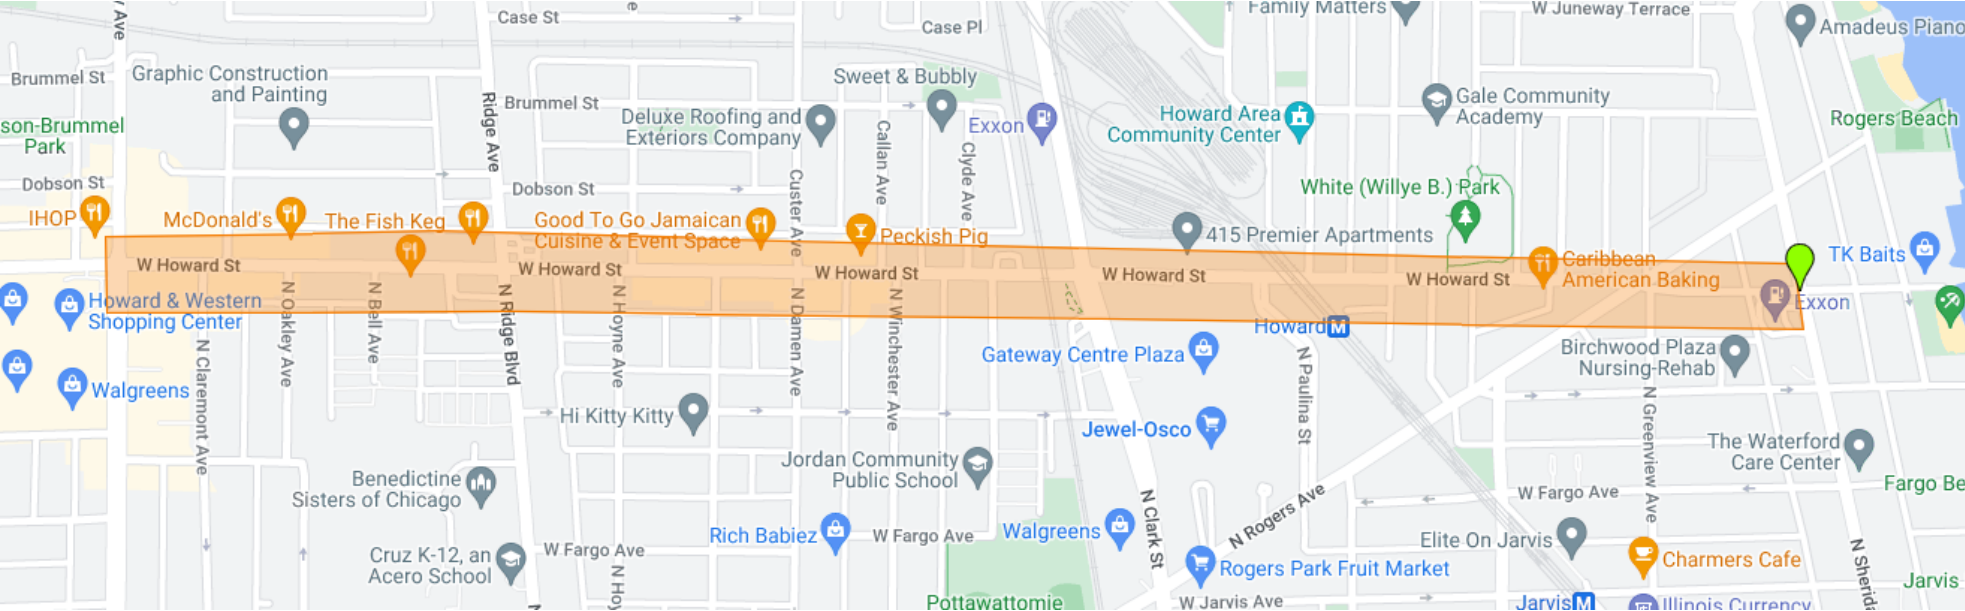 y Ave
Case St
e
Case Pl
Family Matters
W Juneway Terrace
Amadeus Piano
Brummel St
Graphic Construction
and Painting
Ridge Ave
Brummel St
Sweet & Bubbly
Deluxe Roofing and
Exteriors Company
Callan Ave
Clyde Ave
Exxon
Howard Area
Community Center
Gale Community
Academy
Rogers Beach
son-Brummel
Park
Dobson St
Dobson St
Custer Ave
White (Willye B.) Park
IHOP
McDonald's
The Fish Keg
Good To Go Jamaican
Cuisine & Event Space
Peckish Pig
415 Premier Apartments
Caribbean
American Baking
TK Baits
W Howard St
W Howard St
W Howard St
W Howard St
W Howard St
Exxon
Howard & Western
Shopping Center
N Oakley Ave
N Bell Ave
N Ridge Blvd
N Hoyne Ave
N Damen Ave
N Winchester Ave
Howard
M
Gateway Centre Plaza
N Paulina St
Birchwood Plaza
Nursing-Rehab
N Claremont Ave
Walgreens
Hi Kitty Kitty
Jewel-Osco
N Greenview Ave
Benedictine
Sisters of Chicago
Jordan Community
Public School
The Waterford
Care Center
N Clark St
N Rogers Ave
W Fargo Ave
Fargo Be
Rich Babiez
W Fargo Ave
Walgreens
Elite On Jarvis
Cruz K-12, an
Acero School
W Fargo Ave
N Hoy
N
Rogers Park Fruit Market
Charmers Cafe
N Sherida
Jarvis
Pottawattomie
W Jarvis Ave
Jarvis
M
Illinois Currency